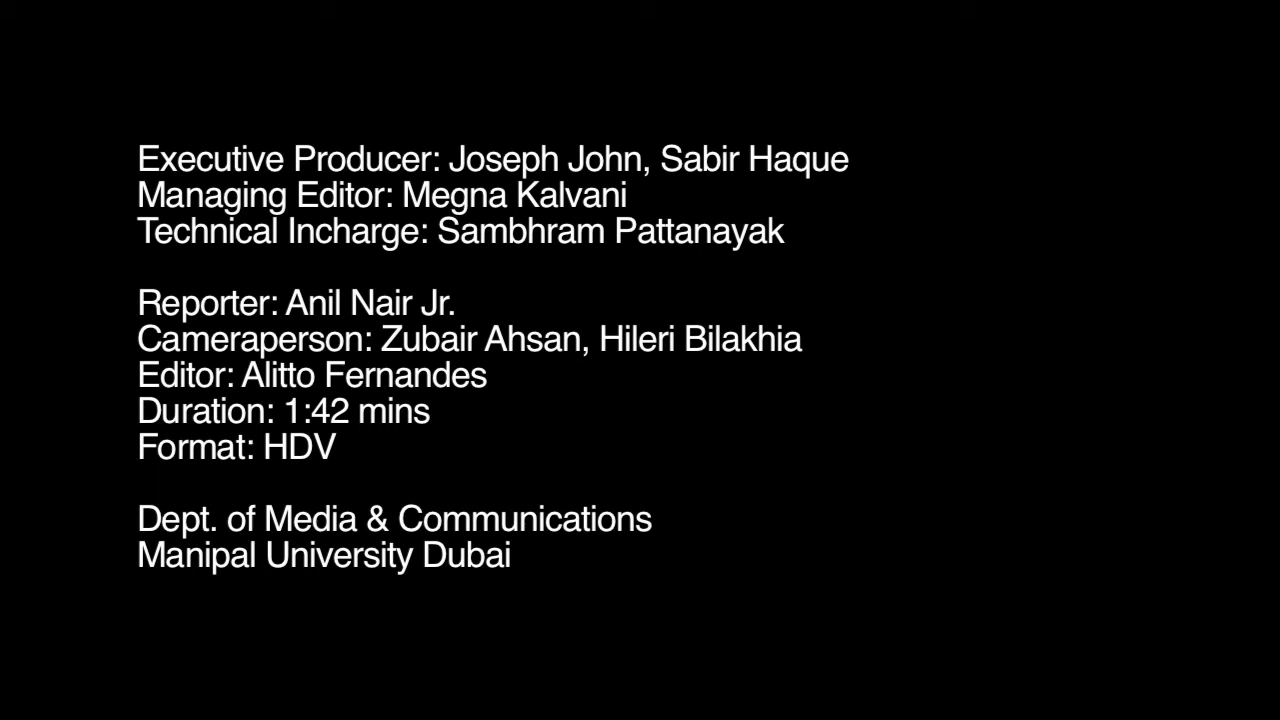 Executive Producer: Joseph John, Sabir Haque
Managing Editor: Megna Kalvani
Technical Incharge: Sambhram Pattanayak
Reporter: Anil Nair Jr.
Cameraperson: Zubair Ahsan, Hileri Bilakhia
Editor: Alitto Fernandes
Duration: 1:42 mins
Format: HDV
Dept. of Media & Communications
Manipal University Dubai